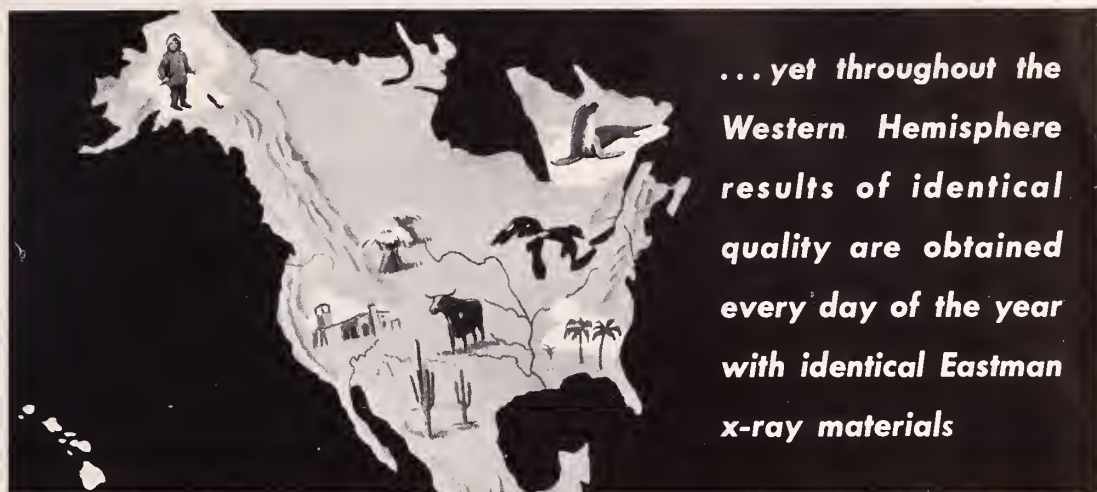 ... yet throughout the
Western Hemisphere
results of identical
quality are obtained
every day of the year
with identical Eastman
x-ray materials